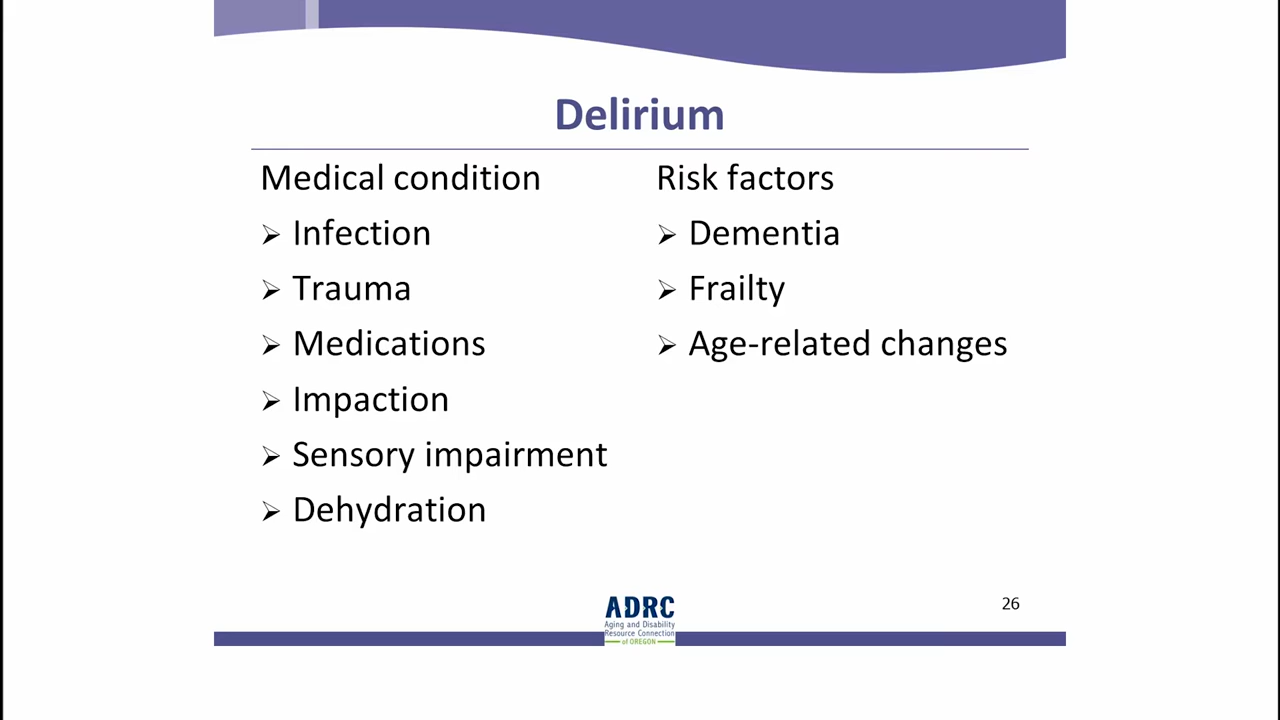 Delirium
Medical condition
➢ Infection
➢ Trauma
➢ Medications
➢ Impaction
➢ Sensory impairment
➢ Dehydration
Risk factors
➢ Dementia
➢ Frailty
➢ Age-related changes
ADRC
Aging and Disability
Resource Connection
of OREGON
26